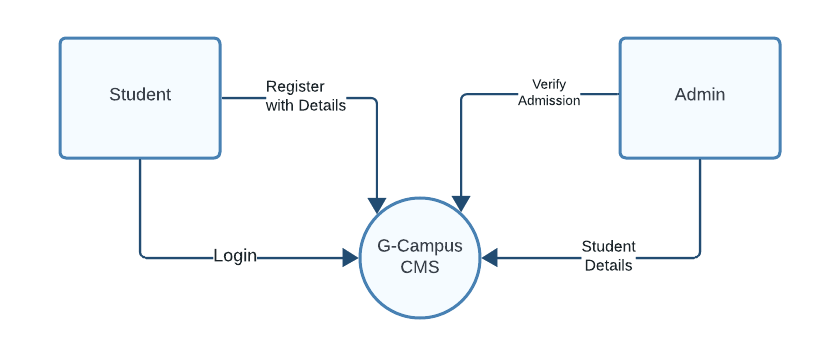 Student
Register
with Details
Verify
Admission
Admin
G-Campus
CMS
Login
Student
Details